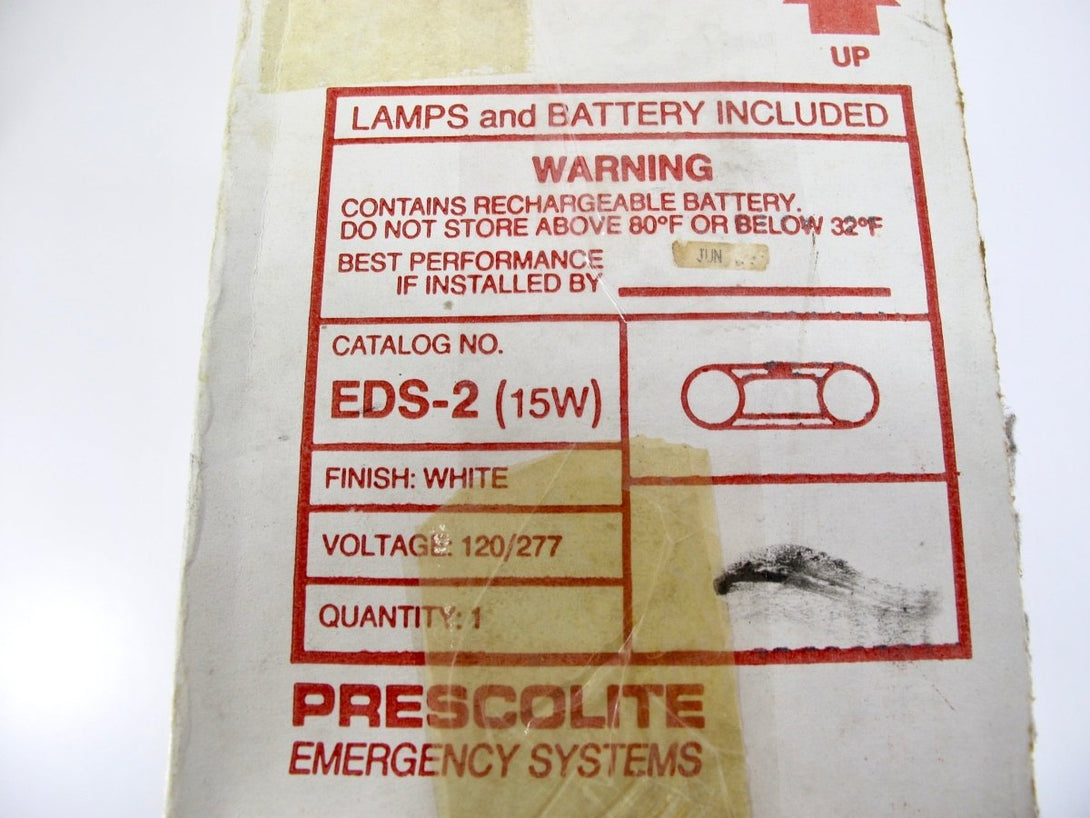 UP
LAMPS and BATTERY INCLUDED
WARNING
CONTAINS RECHARGEABLE BATTERY.
DO NOT STORE ABOVE 80°F OR BELOW 32°F
BEST PERFORMANCE
IF INSTALLED BY
JUN
CATALOG NO.
EDS-2 (15W)
FINISH: WHITE
VOLTAGE: 120/277
QUANTITY: 1
PRESCOLITE
EMERGENCY SYSTEMS